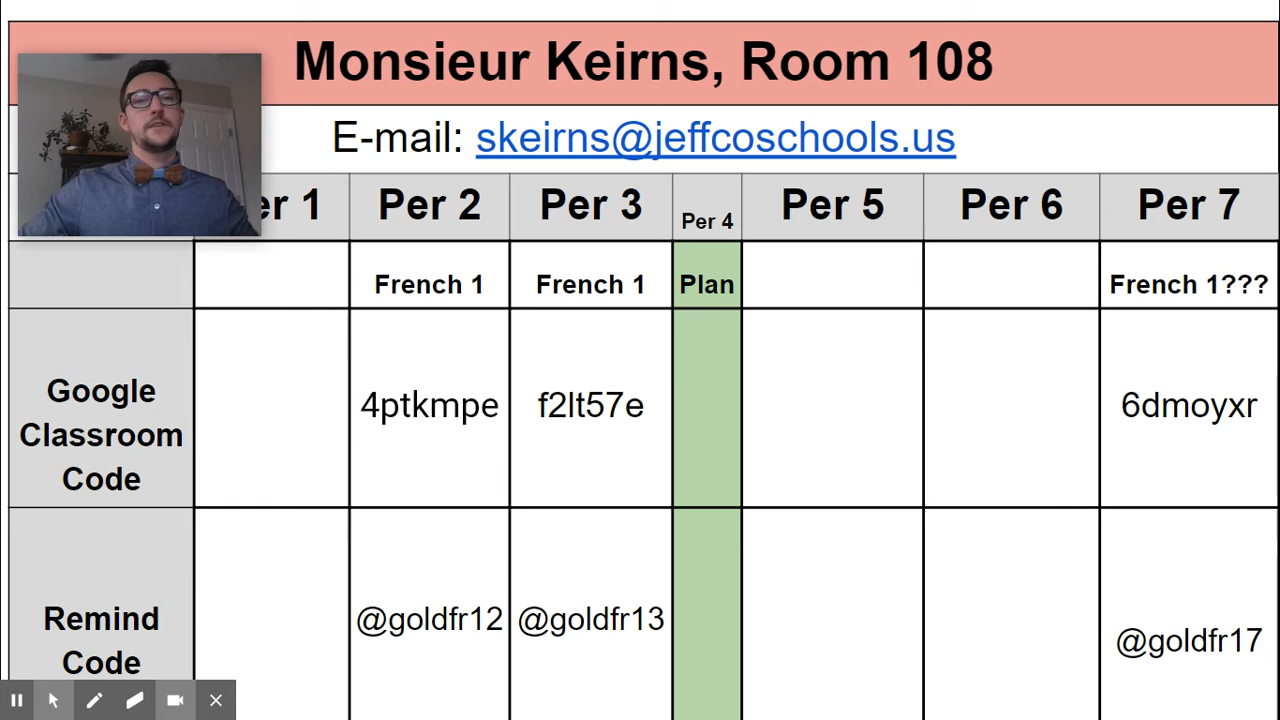 Monsieur Keirns, Room 108
E-mail: skeirns@jeffcoschools.us
er 1 Per 2 Per 3 Per 4 Per 5 Per 6 Per 7
French 1 French 1 Plan French 1???
Google
Classroom
Code
4ptkmpe f2lt57e 6dmoyxr
Remind
Code
@goldfr12 @goldfr13 @goldfr17